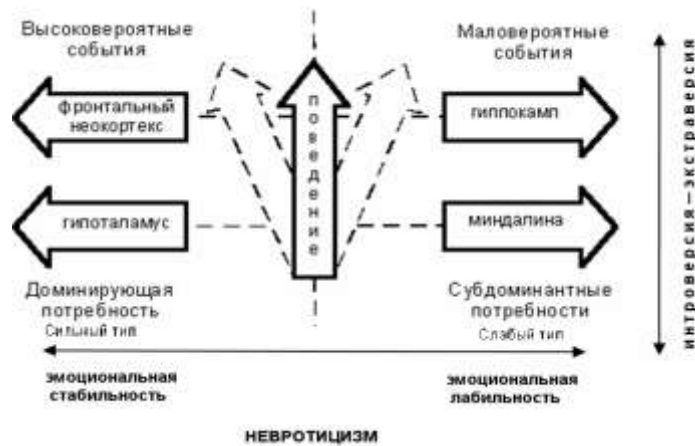 Высоковероятные
события
Маловероятные
события
фронтальный
неокортекс
поведение
гиппокамп
гипоталамус
миндалина
Доминирующая
потребность
Сильный тип
Субдоминантные
потребности
Слабый тип
эмоциональная
стабильность
эмоциональная
лабильность
НЕВРОТИЦИЗМ
интроверсия—экстраверсия